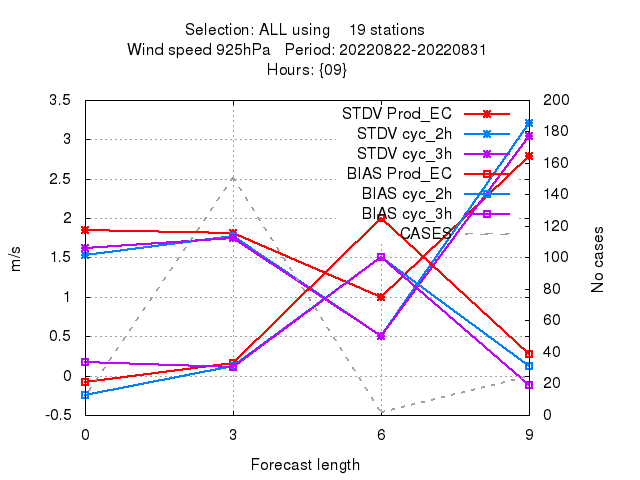 Selection: ALL using 19 stations
Wind speed 925hPa Period: 20220822-20220831
Hours: {09}
3.5
3
2.5
2
1.5
1
0.5
0
-0.5
200
180
160
140
120
100
80
60
40
20
0
m/s
No cases
STDV Prod_EC
STDV cyc_2h
STDV cyc_3h
BIAS Prod_EC
BIAS cyc_2h
BIAS cyc_3h
CASES
0 3 6 9
Forecast length